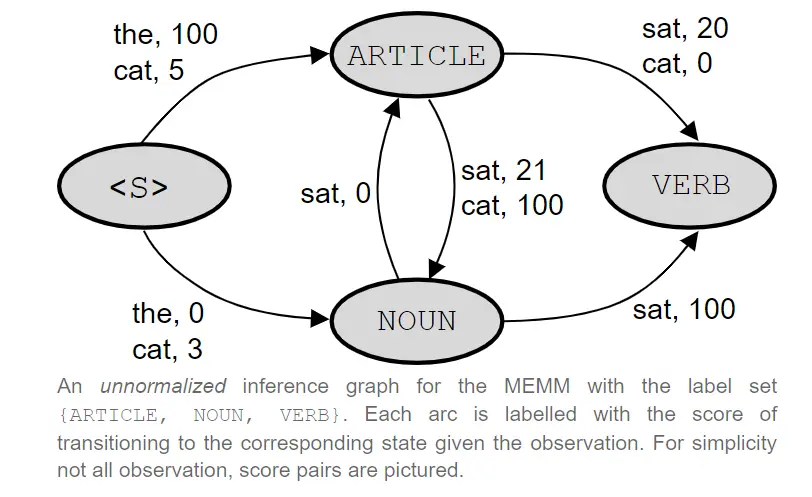 the, 100
cat, 5
ARTICLE
sat, 20
cat, 0
<S>
sat, 0
sat, 21
cat, 100
VERB
the, 0
cat, 3
NOUN
sat, 100
An unnormalized inference graph for the MEMM with the label set
{ARTICLE, NOUN, VERB}. Each arc is labelled with the score of
transitioning to the corresponding state given the observation. For simplicity
not all observation, score pairs are pictured.